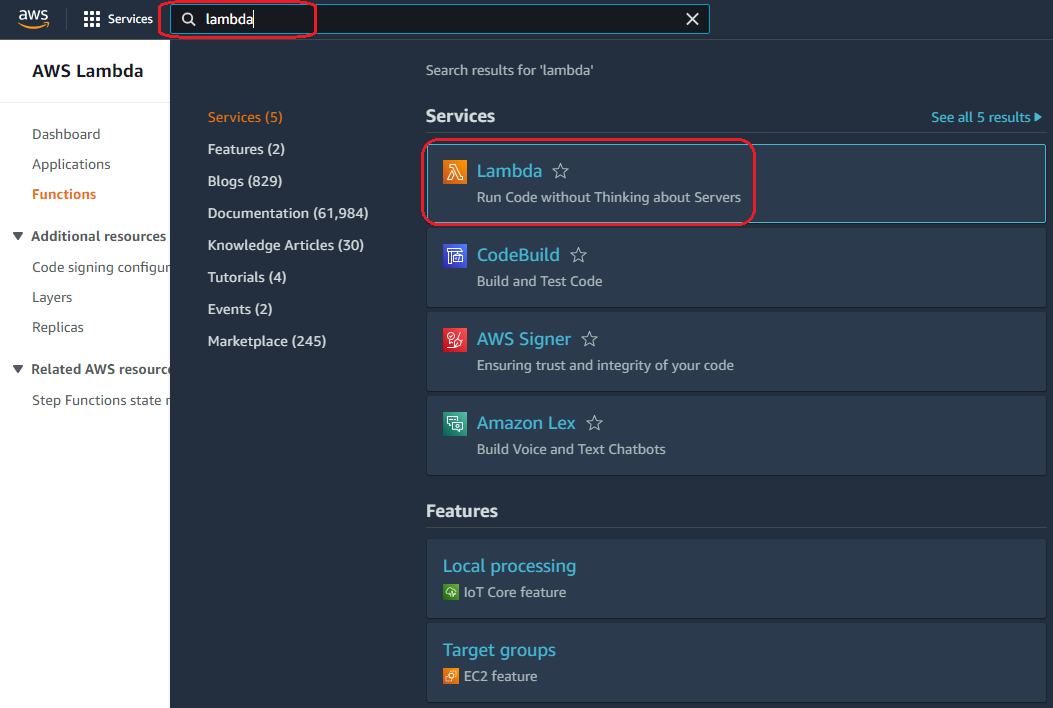 aws
Services
lambda
AWS Lambda
Dashboard
Applications
Functions
Additional resources
Code signing configur
Layers
Replicas
Related AWS resourc
Step Functions state
Search results for 'lambda'
Services (5)
Features (2)
Blogs (829)
Documentation (61,984)
Knowledge Articles (30)
Tutorials (4)
Events (2)
Marketplace (245)
Services
See all 5 results
Lambda
Run Code without Thinking about Servers
CodeBuild
Build and Test Code
AWS Signer
Ensuring trust and integrity of your code
Amazon Lex
Build Voice and Text Chatbots
Features
Local processing
IoT Core feature
Target groups
EC2 feature